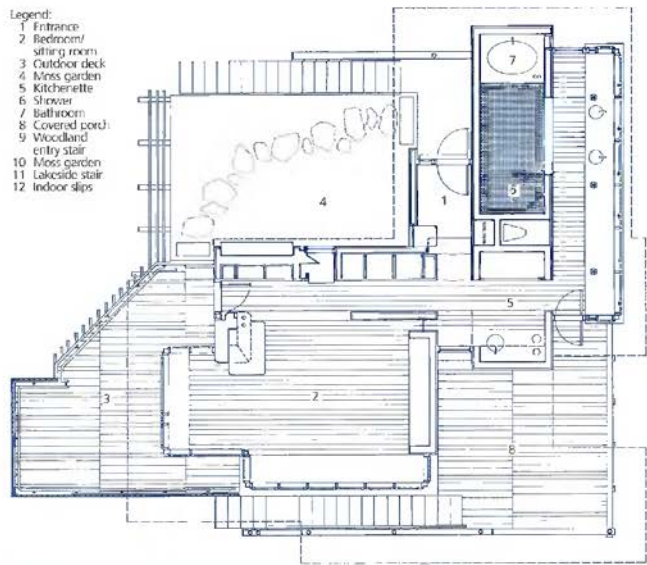 Legend:
1 Entrance
2 Bedroom/
sitting room
3 Outdoor deck
4 Moss garden
5 Kitchenette
6 Shower
7 Bathroom
8 Covered porch
9 Woodland
entry stair
10 Moss garden
11 Lakeside stair
12 Indoor slips
7
6
4
1
5
3
2
8